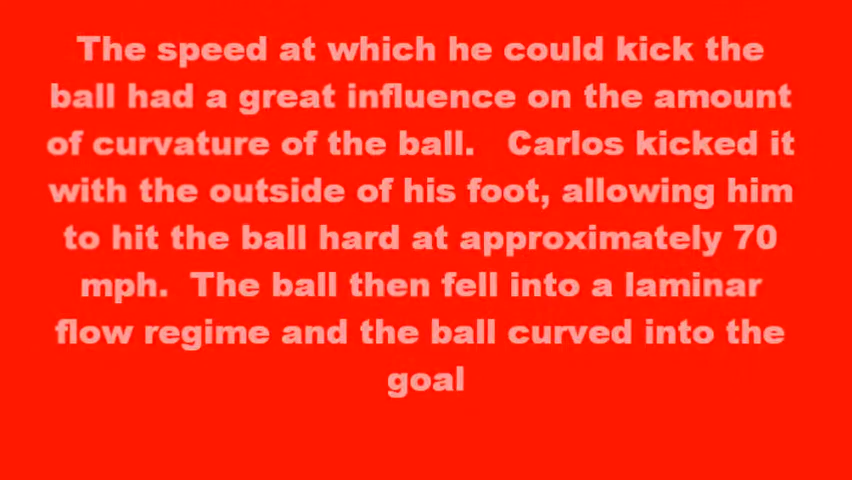 The speed at which he could kick the
ball had a great influence on the amount
of curvature of the ball.   Carlos kicked it
with the outside of his foot, allowing him
to hit the ball hard at approximately 70
mph.  The ball then fell into a laminar
flow regime and the ball curved into the
goal